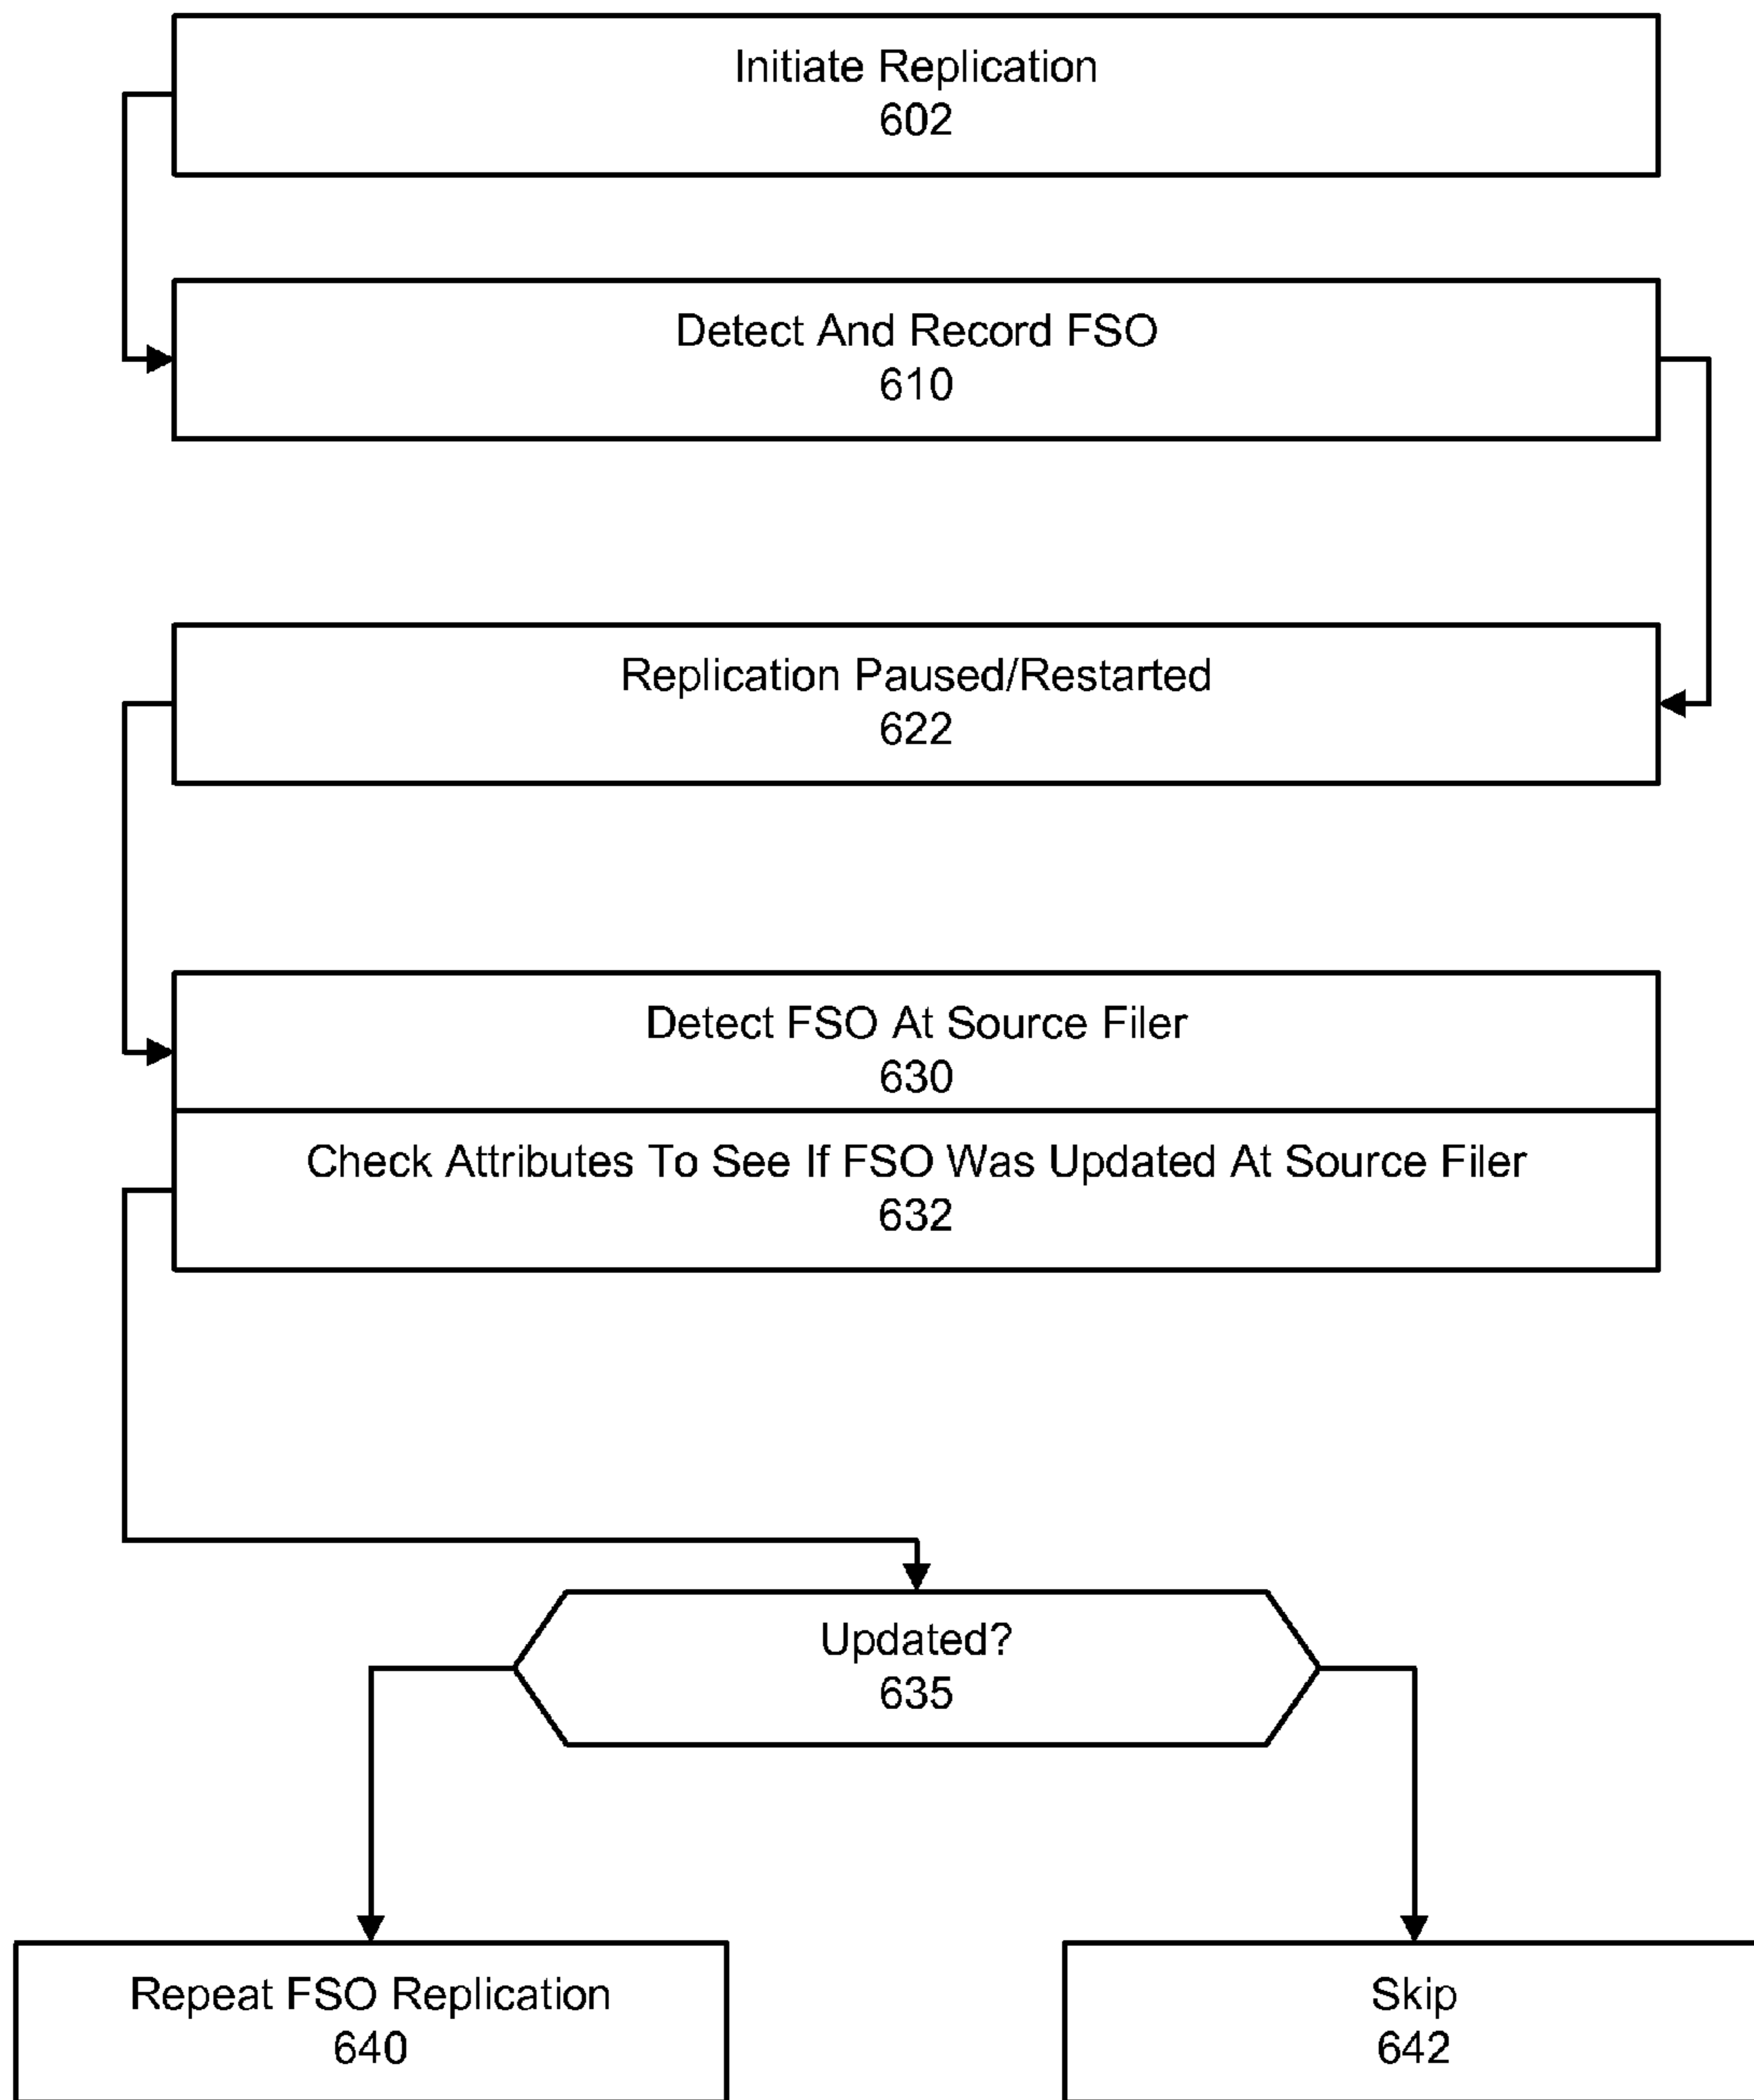 Initiate Replication
602
Detect And Record FSO
610
Replication Paused/Restarted
622
Detect FSO At Source Filer
630
Check Attributes To See If FSO Was Updated At Source Filer
632
Updated?
635
Repeat FSO Replication
640
Skip
642